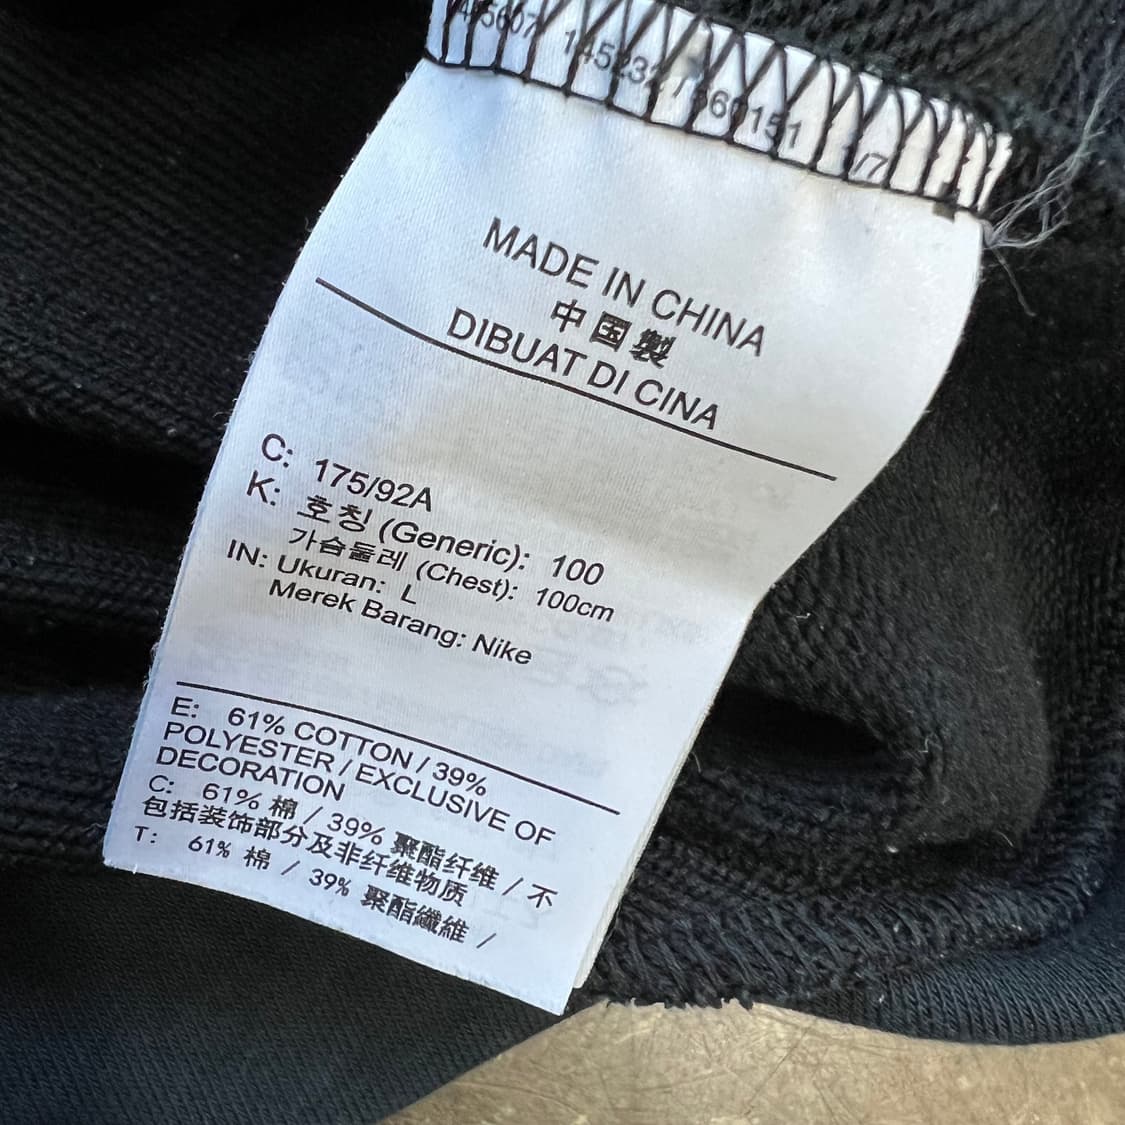 145232 /
MADE IN CHINA
中国製
DIBUAT DI CINA
C: 175/92A
K: 호칭 (Generic): 100
가슴둘레 (Chest): 100cm
IN: Ukuran: L
Merek Barang: Nike
E: 61% COTTON / 39%
POLYESTER / EXCLUSIVE OF
DECORATION
C: 61% 棉 / 39% 聚酯纤维 / 不
包括装饰部分及非纤维物质
T: 61% 棉 / 39% 聚酯纖維 /